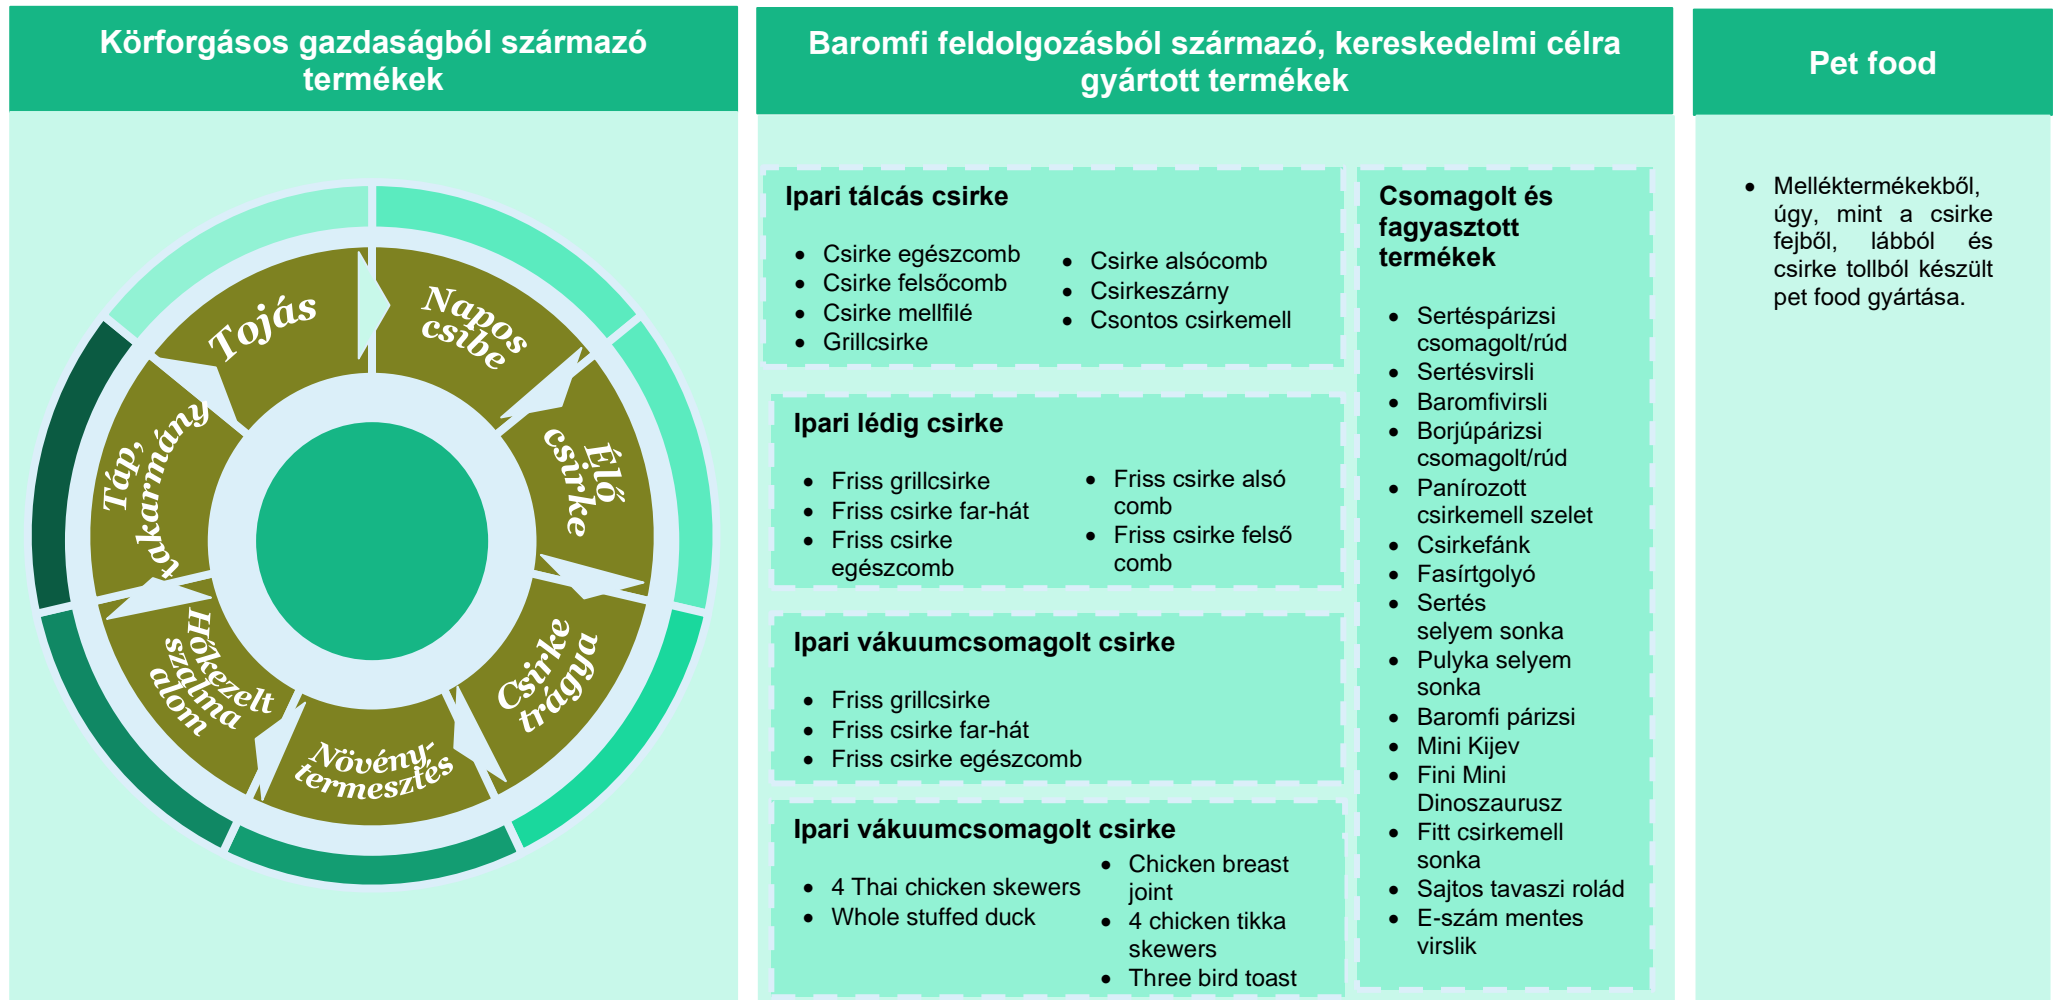 Körforgásos gazdaságból származó
termékek
Tojás
Napos
csibe
Élő
csirke
Csirke
trágya
Növény-
termesztés
Hőkezelt
szalma
alom
Táp,
takarmány
Baromfi feldolgozásból származó, kereskedelmi célra
gyártott termékek
Ipari tálcás csirke
• Csirke egészcomb
• Csirke felsőcomb
• Csirke mellfilé
• Grillcsirke
• Csirke alsócomb
• Csirkeszárny
• Csontos csirkemell
Ipari lédig csirke
• Friss grillcsirke
• Friss csirke far-hát
• Friss csirke
egészcomb
• Friss csirke alsó
comb
• Friss csirke felső
comb
Ipari vákuumcsomagolt csirke
• Friss grillcsirke
• Friss csirke far-hát
• Friss csirke egészcomb
Ipari vákuumcsomagolt csirke
• 4 Thai chicken skewers
• Whole stuffed duck
• Chicken breast
joint
• 4 chicken tikka
skewers
• Three bird toast
Csomagolt és
fagyasztott
termékek
• Sertéspárizsi
csomagolt/rúd
• Sertésvirsli
• Baromfivirsli
• Borjúpárizsi
csomagolt/rúd
• Panírozott
csirkemell szelet
• Csirkefánk
• Fasírtgolyó
• Sertés
selyem sonka
• Pulyka selyem
sonka
• Baromfi párizsi
• Mini Kijev
• Fini Mini
Dinoszaurusz
• Fitt csirkemell
sonka
• Sajtos tavaszi rolád
• E-szám mentes
virslik
Pet food
• Melléktermékekből,
úgy, mint a csirke
fejből, lábból és
csirke tollból készült
pet food gyártása.